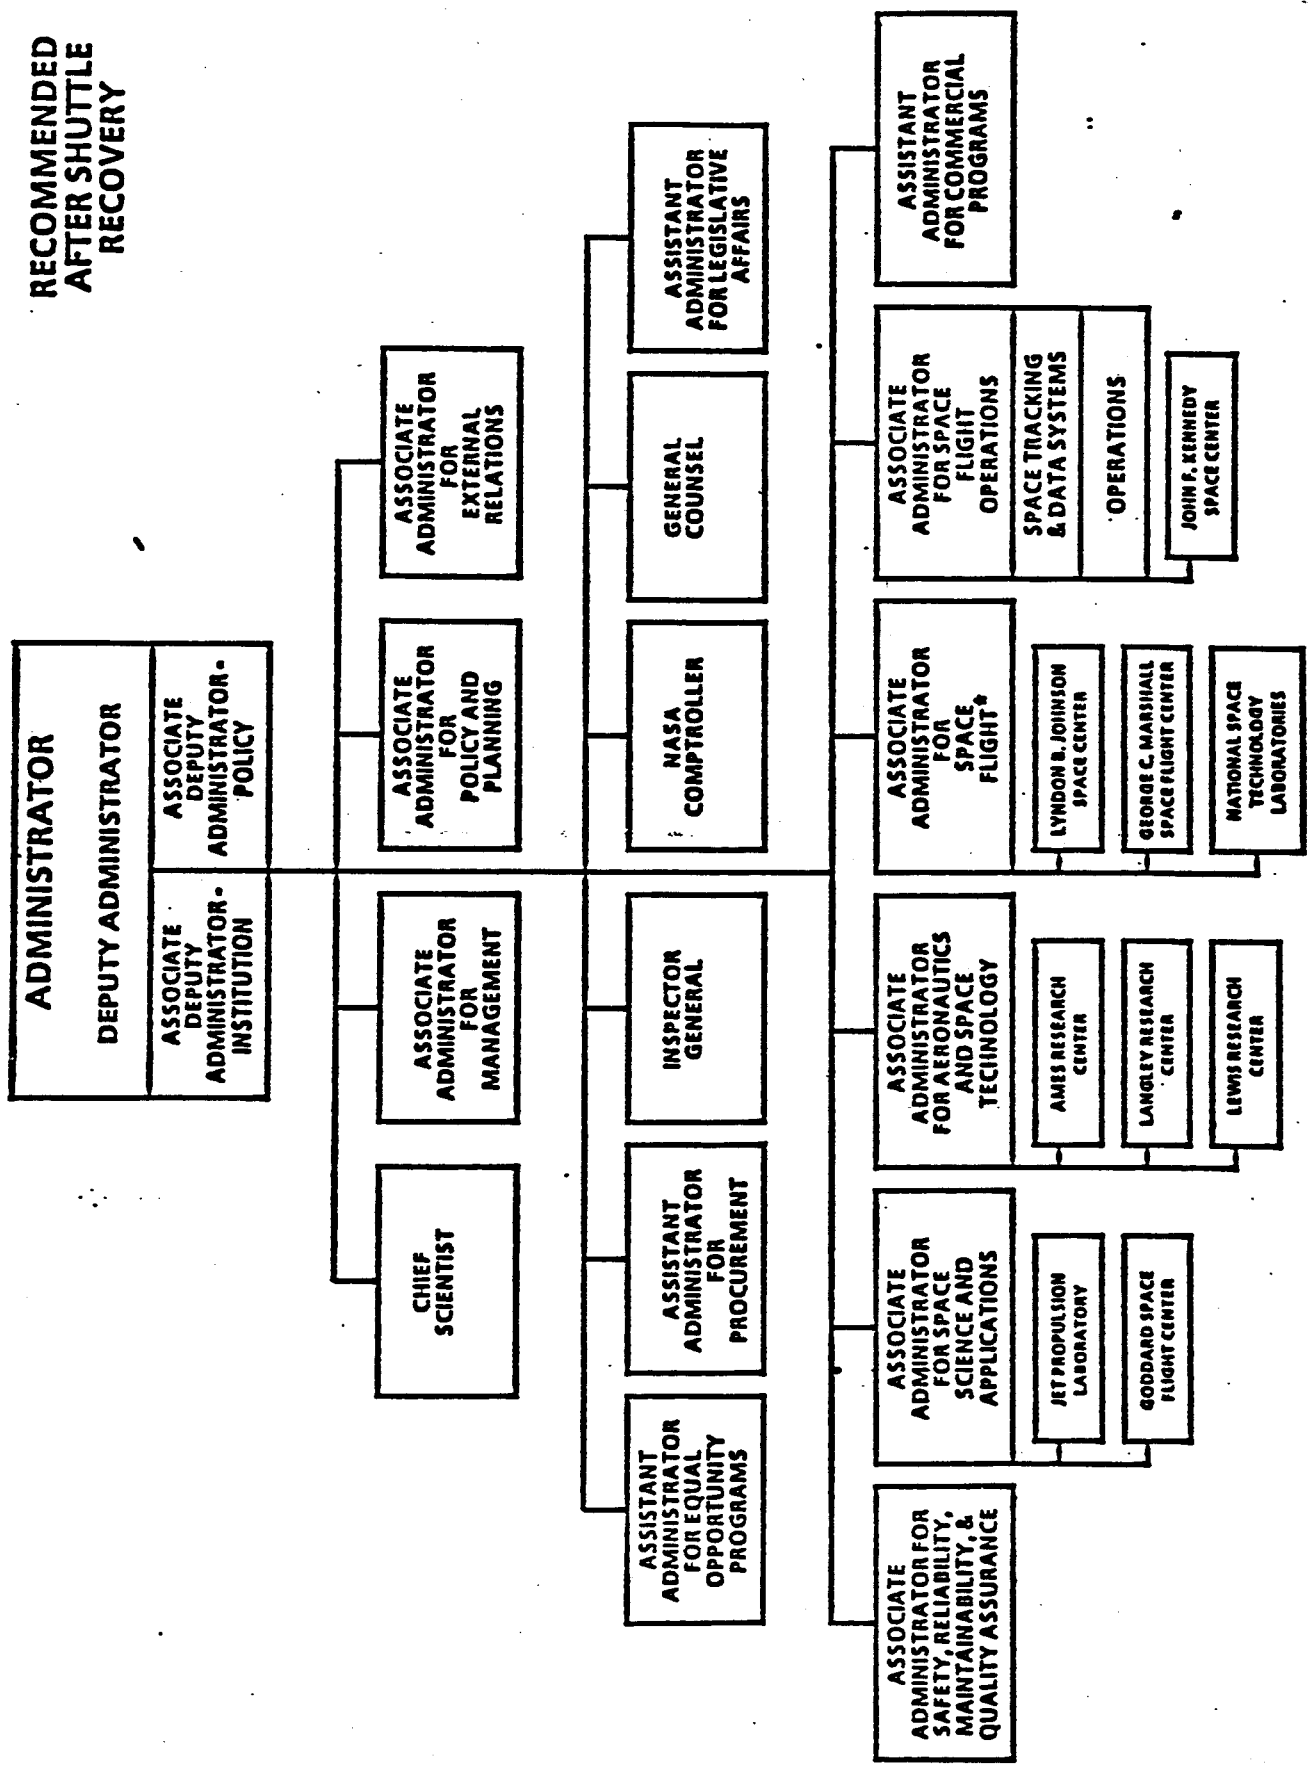 RECOMMENDED
AFTER SHUTTLE
RECOVERY
ADMINISTRATOR
DEPUTY ADMINISTRATOR
ASSOCIATE
DEPUTY
ADMINISTRATOR-
INSTITUTION
ASSOCIATE
DEPUTY
ADMINISTRATOR-
POLICY
CHIEF
SCIENTIST
ASSOCIATE
ADMINISTRATOR
FOR
MANAGEMENT
ASSOCIATE
ADMINISTRATOR
FOR
POLICY AND
PLANNING
ASSOCIATE
ADMINISTRATOR
FOR
EXTERNAL
RELATIONS
ASSISTANT
ADMINISTRATOR
FOR EQUAL
OPPORTUNITY
PROGRAMS
ASSISTANT
ADMINISTRATOR
FOR
PROCUREMENT
INSPECTOR
GENERAL
NASA
COMPTROLLER
GENERAL
COUNSEL
ASSISTANT
ADMINISTRATOR
FOR LEGISLATIVE
AFFAIRS
ASSOCIATE
ADMINISTRATOR FOR
SAFETY, RELIABILITY,
MAINTAINABILITY, &
QUALITY ASSURANCE
ASSOCIATE
ADMINISTRATOR
FOR SPACE
SCIENCE AND
APPLICATIONS
JET PROPULSION
LABORATORY
GODDARD SPACE
FLIGHT CENTER
ASSOCIATE
ADMINISTRATOR
FOR AERONAUTICS
AND SPACE
TECHNOLOGY
AMES RESEARCH
CENTER
LANGLEY RESEARCH
CENTER
LEWIS RESEARCH
CENTER
ASSOCIATE
ADMINISTRATOR
FOR
SPACE
FLIGHT*
LYNDON B. JOHNSON
SPACE CENTER
GEORGE C. MARSHALL
SPACE FLIGHT CENTER
NATIONAL SPACE
TECHNOLOGY
LABORATORIES
ASSOCIATE
ADMINISTRATOR
FOR SPACE
FLIGHT
OPERATIONS
SPACE TRACKING
& DATA SYSTEMS
OPERATIONS
JOHN F. KENNEDY
SPACE CENTER
ASSISTANT
ADMINISTRATOR
FOR COMMERCIAL
PROGRAMS